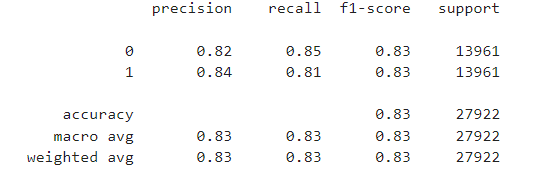 precision recall f1-score support
0 0.82 0.85 0.83 13961
1 0.84 0.81 0.83 13961
accuracy 0.83 27922
macro avg 0.83 0.83 0.83 27922
weighted avg 0.83 0.83 0.83 27922